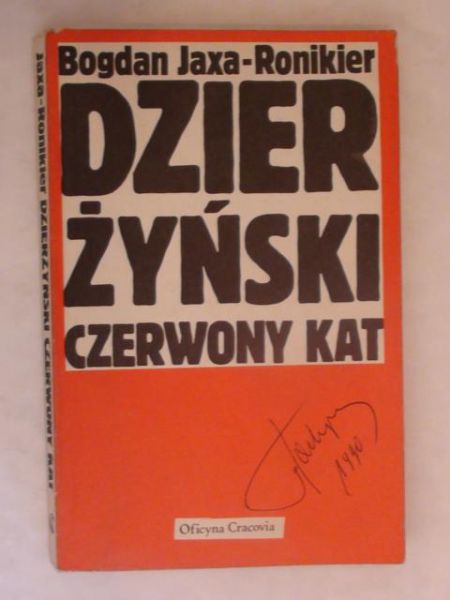 Bogdan Jaxa-Ronikier
DZIER
ŻYŃSKI
CZERWONY KAT
1990
Oficyna Cracovia
Jaxa-Ronikier DZIERŻYŃSKI CZERWONY KAT